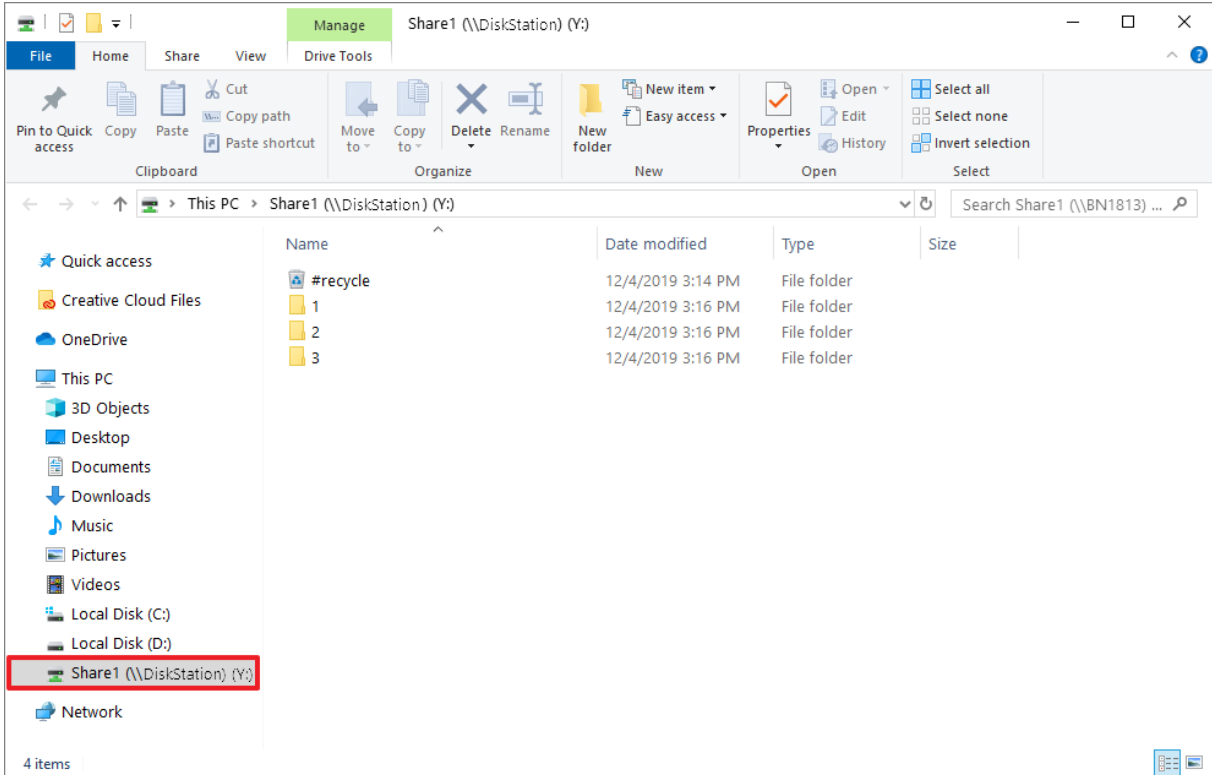 Manage Share1 (\\DiskStation) (Y:)
File Home Share View Drive Tools
Pin to Quick access
Copy
Paste
Cut
Copy path
Paste shortcut
Clipboard
Move to
Copy to
Delete
Rename
Organize
New folder
New item
Easy access
New
Properties
Open
Edit
History
Open
Select all
Select none
Invert selection
Select
This PC > Share1 (\\DiskStation) (Y:)
Search Share1 (\\BN1813) ...
Name Date modified Type Size
#recycle 12/4/2019 3:14 PM File folder
1 12/4/2019 3:16 PM File folder
2 12/4/2019 3:16 PM File folder
3 12/4/2019 3:16 PM File folder
Quick access
Creative Cloud Files
OneDrive
This PC
3D Objects
Desktop
Documents
Downloads
Music
Pictures
Videos
Local Disk (C:)
Local Disk (D:)
Share1 (\\DiskStation) (Y:)
Network
4 items